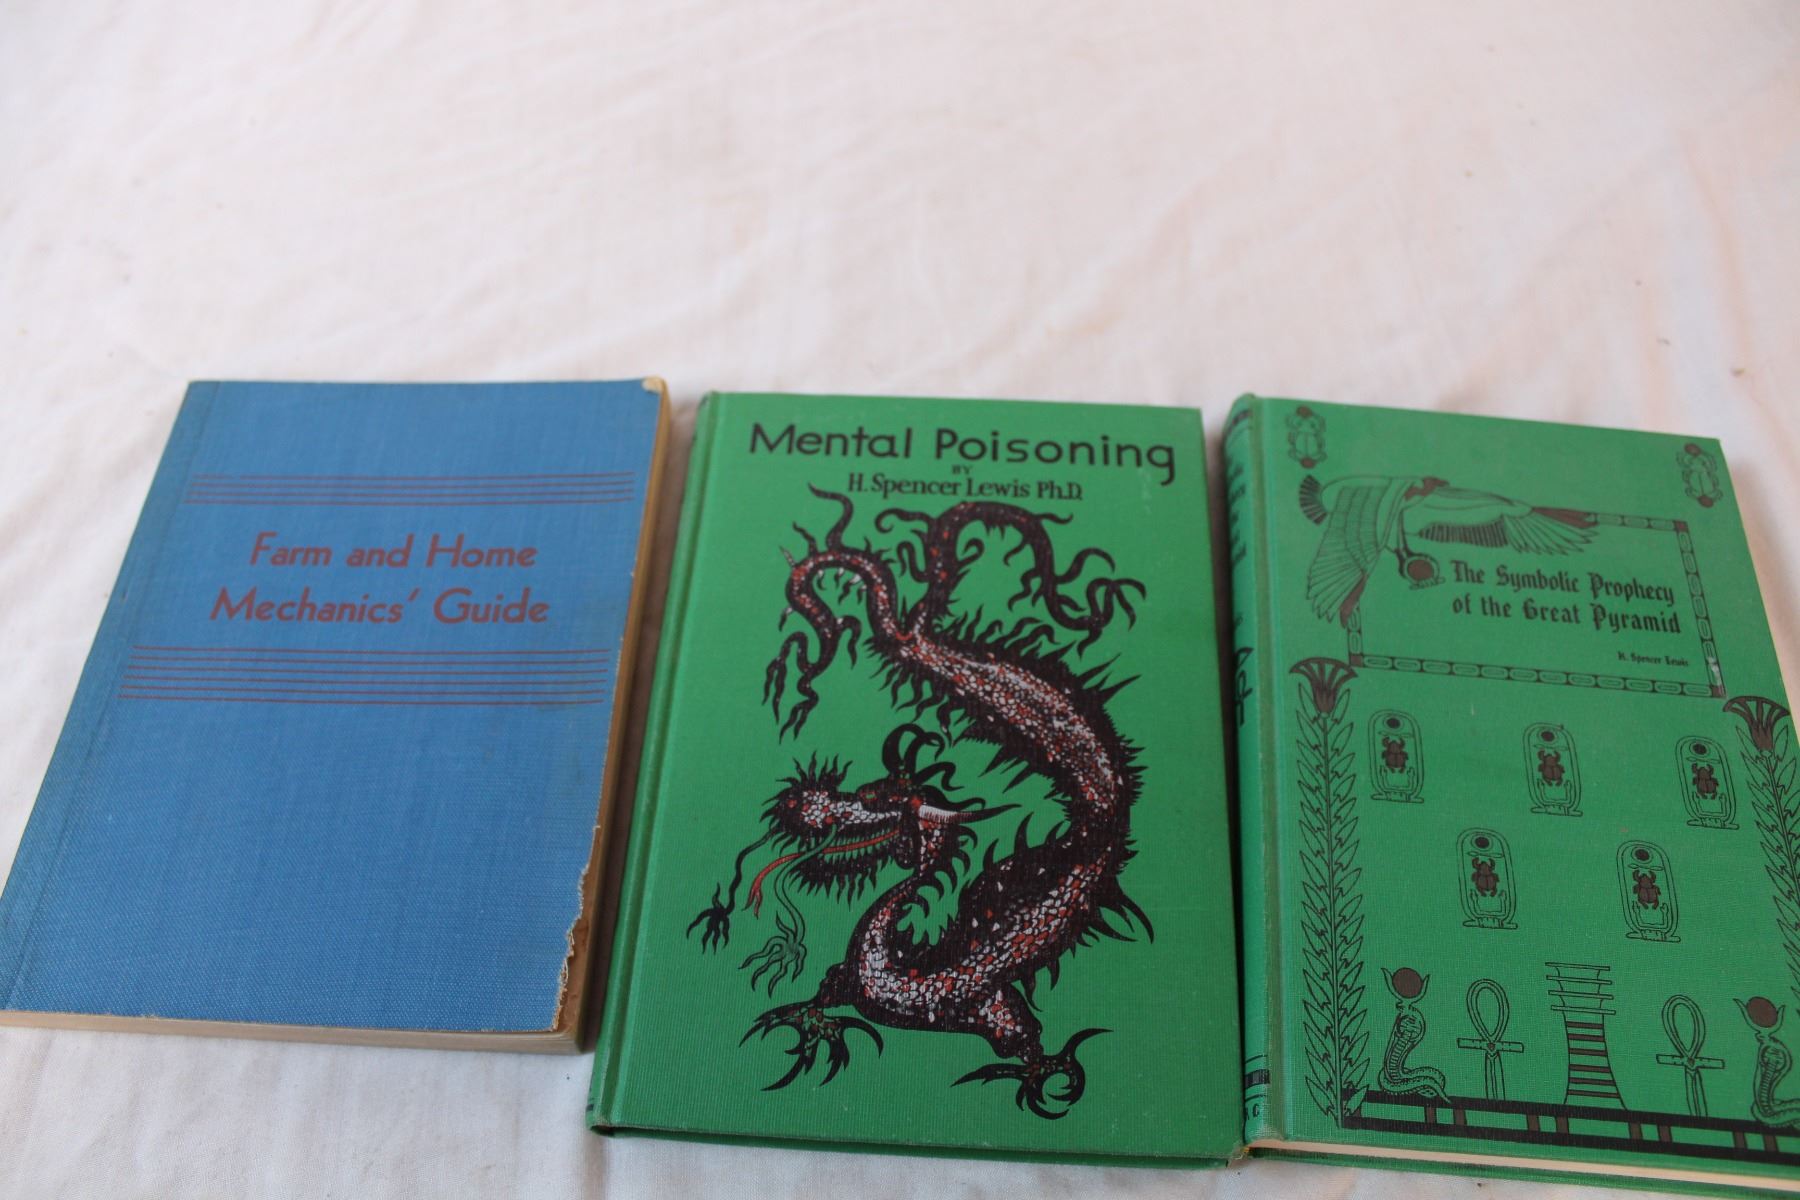 Farm and Home
Mechanics' Guide
Mental Poisoning
BY
H. Spencer Lewis Ph.D.
The Symbolic Prophecy
of the Great Pyramid
H. Spencer Lewis